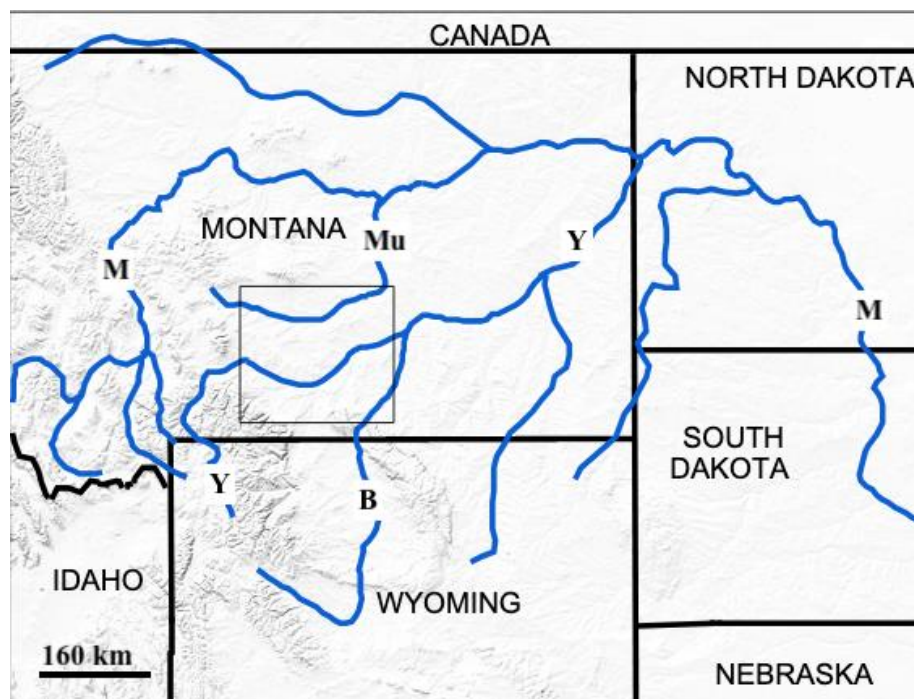 CANADA
NORTH DAKOTA
MONTANA
Mu
Y
M
M
SOUTH
DAKOTA
Y
B
IDAHO
WYOMING
160 km
NEBRASKA